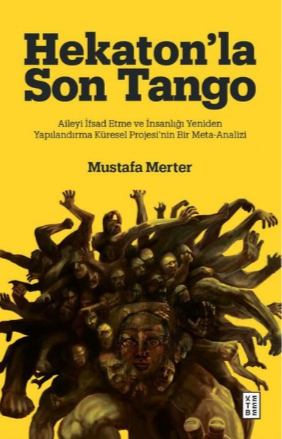 Hekaton'la
Son Tango
Aileyi İfsad Etme ve İnsanlığı Yeniden
Yapılandırma Küresel Projesi'nin Bir Meta-Analizi
Mustafa Merter
KETEBE